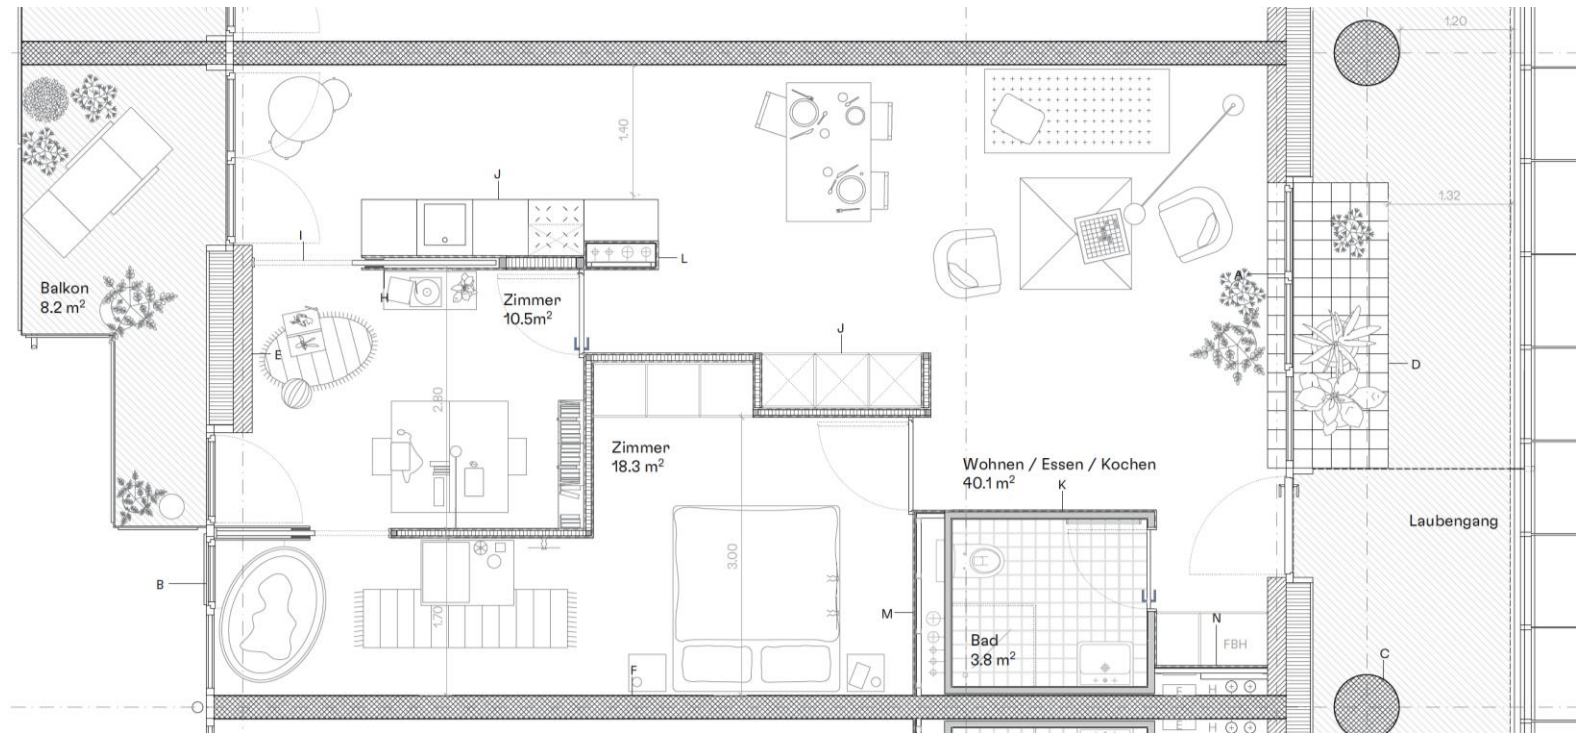 1.20
1.40
J
1.32
I
L
Balkon
8.2 m²
H
Zimmer
10.5m²
A
J
E
D
2.80
Zimmer
18.3 m²
Wohnen / Essen / Kochen
40.1 m²
K
Laubengang
3.00
B
1.70
M
N
Bad
3.8 m²
FBH
F
C
E
H
E
H